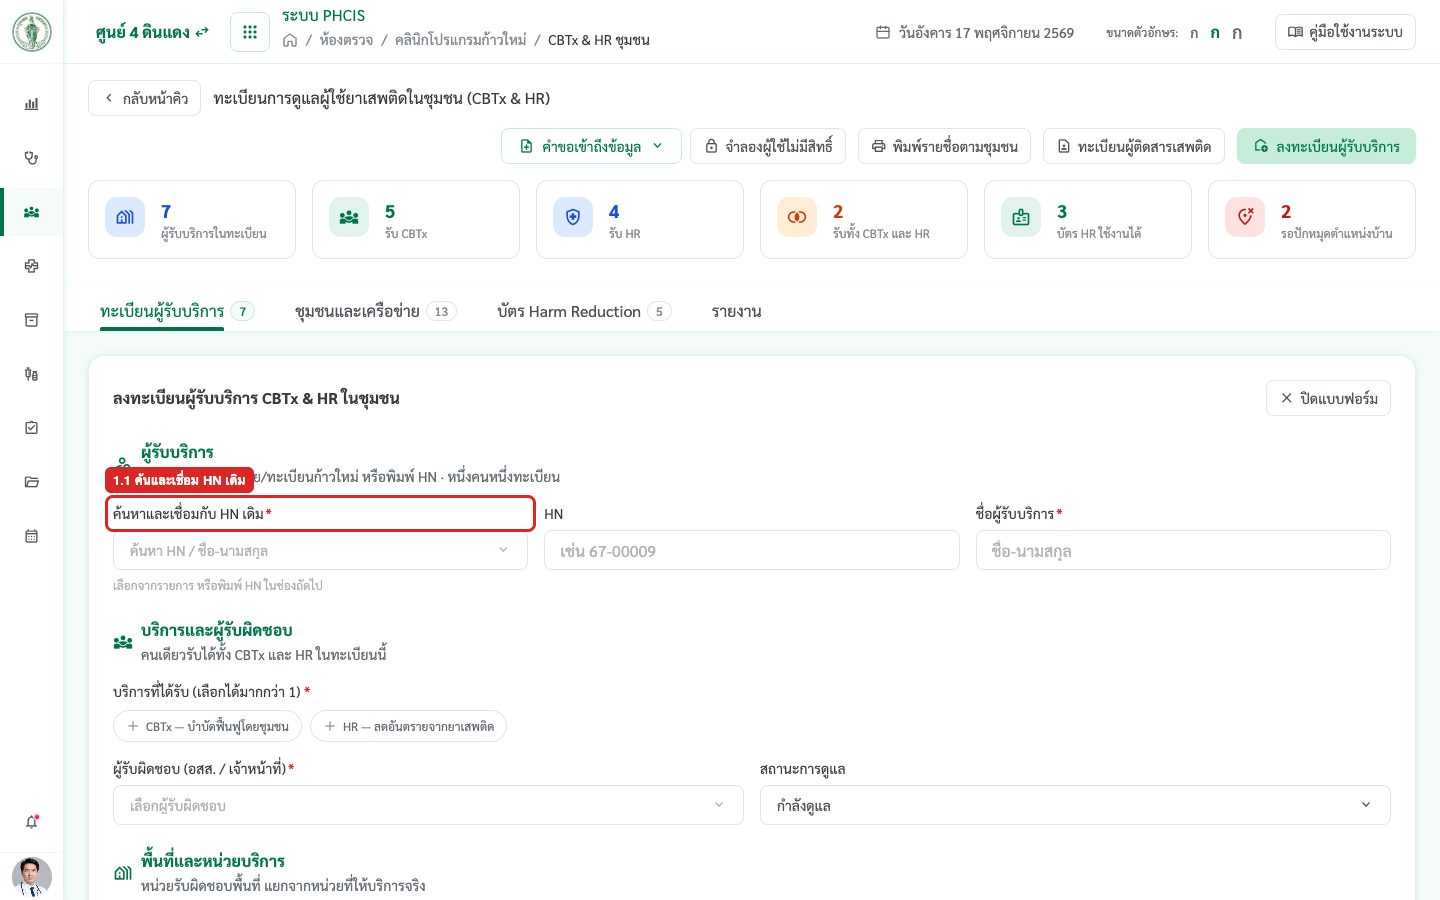 ศูนย์ 4 ดินแดง
ระบบ PHCIS
/ ห้องตรวจ / คลินิกโปรแกรมก้าวใหม่ / CBTx & HR ชุมชน
วันอังคาร 17 พฤศจิกายน 2569
ขนาดตัวอักษร: ก ก ก
คู่มือใช้งานระบบ
กลับหน้าคิว
ทะเบียนการดูแลผู้ใช้ยาเสพติดในชุมชน (CBTx & HR)
คำขอเข้าถึงข้อมูล
จำลองผู้ใช้ไม่มีสิทธิ์
พิมพ์รายชื่อตามชุมชน
ทะเบียนผู้ติดสารเสพติด
ลงทะเบียนผู้รับบริการ
7
ผู้รับบริการในทะเบียน
5
รับ CBTx
4
รับ HR
2
รับทั้ง CBTx และ HR
3
บัตร HR ใช้งานได้
2
รอปักหมุดตำแหน่งบ้าน
ทะเบียนผู้รับบริการ 7
ชุมชนและเครือข่าย 13
บัตร Harm Reduction 5
รายงาน
ลงทะเบียนผู้รับบริการ CBTx & HR ในชุมชน
ปิดแบบฟอร์ม
ผู้รับบริการ
ย/ทะเบียนก้าวใหม่ หรือพิมพ์ HN · หนึ่งคนหนึ่งทะเบียน
1.1 ค้นและเชื่อม HN เดิม
ค้นหาและเชื่อมกับ HN เดิม*
HN
ชื่อผู้รับบริการ*
ค้นหา HN / ชื่อ-นามสกุล
เช่น 67-00009
ชื่อ-นามสกุล
เลือกจากรายการ หรือพิมพ์ HN ในช่องถัดไป
บริการและผู้รับผิดชอบ
คนเดียวรับได้ทั้ง CBTx และ HR ในทะเบียนนี้
บริการที่ได้รับ (เลือกได้มากกว่า 1) *
CBTx — บำบัดฟื้นฟูโดยชุมชน
HR — ลดอันตรายจากยาเสพติด
ผู้รับผิดชอบ (อสส. / เจ้าหน้าที่)*
สถานะการดูแล
เลือกผู้รับผิดชอบ
กำลังดูแล
พื้นที่และหน่วยบริการ
หน่วยรับผิดชอบพื้นที่ แยกจากหน่วยที่ให้บริการจริง